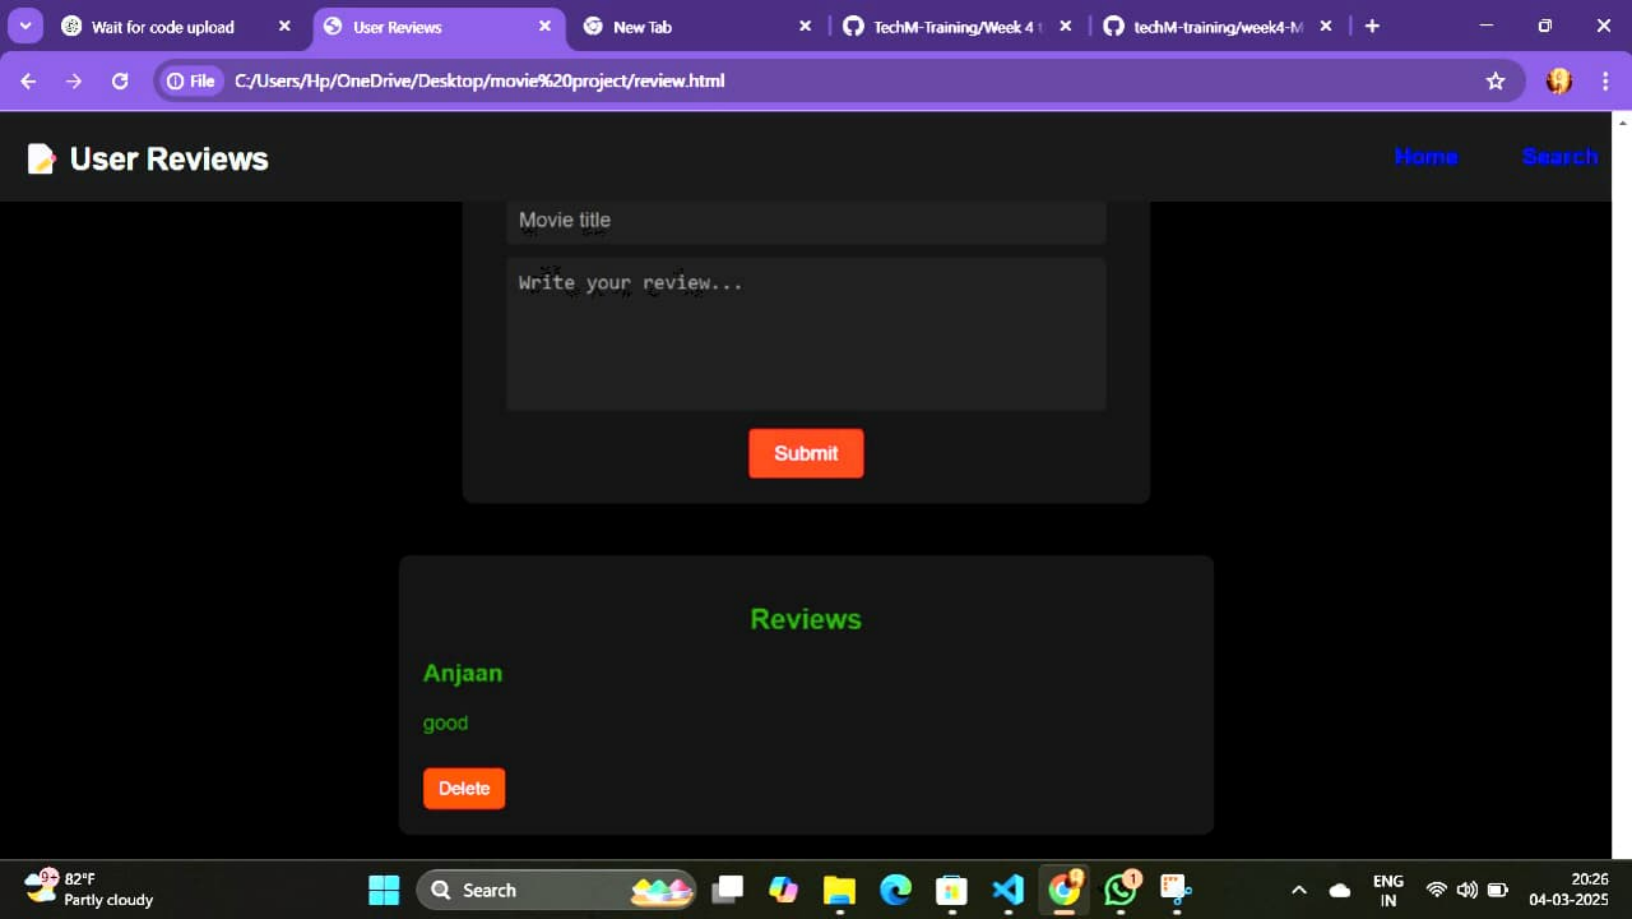 Wait for code upload
User Reviews
New Tab
TechM-Training/Week 4 t
techM-training/week4-M
File
C:/Users/Hp/OneDrive/Desktop/movie%20project/review.html
User Reviews
Home
Search
Movie title
Write your review...
Submit
Reviews
Anjaan
good
Delete
9+
82°F
Partly cloudy
Search
1
ENG
IN
20:26
04-03-2025